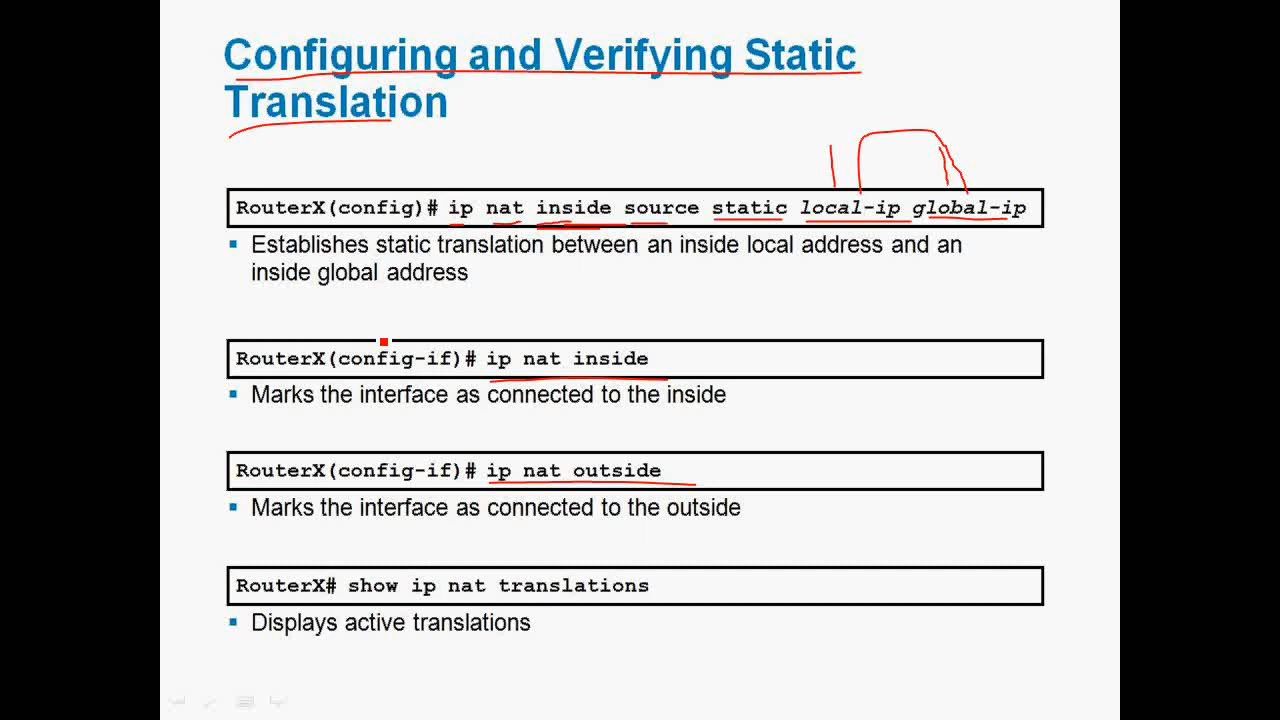 Configuring and Verifying Static
Translation
RouterX(config)# ip nat inside source static local-ip global-ip
▪ Establishes static translation between an inside local address and an
inside global address
RouterX(config-if)# ip nat inside
▪ Marks the interface as connected to the inside
RouterX(config-if)# ip nat outside
▪ Marks the interface as connected to the outside
RouterX# show ip nat translations
▪ Displays active translations